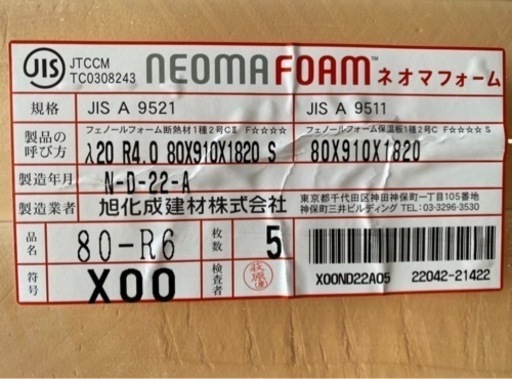 JIS JTCCM
TC0308243
NEOMA FOAM™ ネオマフォーム
規格 JIS A 9521 JIS A 9511
製品の呼び方 フェノールフォーム断熱材1種2号CⅡ F☆☆☆☆ フェノールフォーム保温板1種2号C F☆☆☆☆ S
λ20 R4.0 80X910X1820 S 80X910X1820
製造年月 N-D-22-A
製造業者 旭化成建材株式会社 東京都千代田区神田神保町一丁目105番地
神保町三井ビルディング TEL 03-3296-3530
品名 80-R6 枚数 5
符号 X00 検査者
X00ND22A05 22042-21422